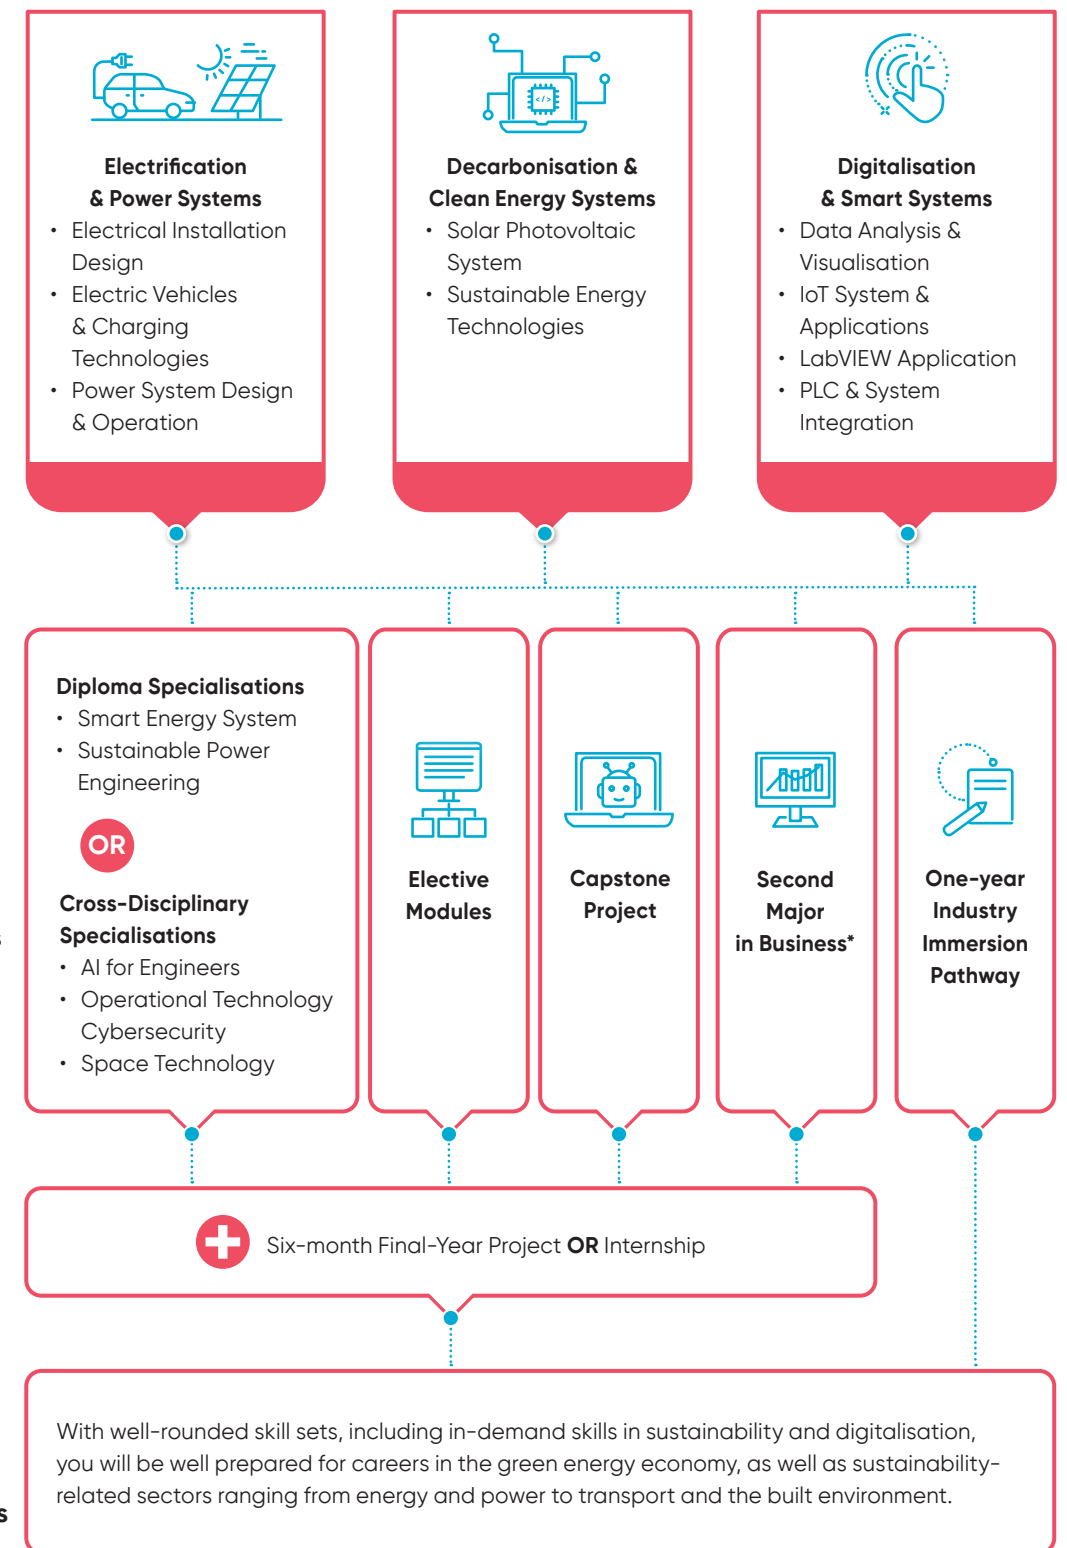 Electrification
& Power Systems
• Electrical Installation
Design
• Electric Vehicles
& Charging
Technologies
• Power System Design
& Operation
</>
Decarbonisation &
Clean Energy Systems
• Solar Photovoltaic
System
• Sustainable Energy
Technologies
Digitalisation
& Smart Systems
• Data Analysis &
Visualisation
• IoT System &
Applications
• LabVIEW Application
• PLC & System
Integration
Diploma Specialisations
• Smart Energy System
• Sustainable Power
Engineering
OR
Cross-Disciplinary
Specialisations
• AI for Engineers
• Operational Technology
Cybersecurity
• Space Technology
Elective
Modules
Capstone
Project
Second
Major
in Business*
One-year
Industry
Immersion
Pathway
s
Six-month Final-Year Project OR Internship
With well-rounded skill sets, including in-demand skills in sustainability and digitalisation,
you will be well prepared for careers in the green energy economy, as well as sustainability-
related sectors ranging from energy and power to transport and the built environment.
s